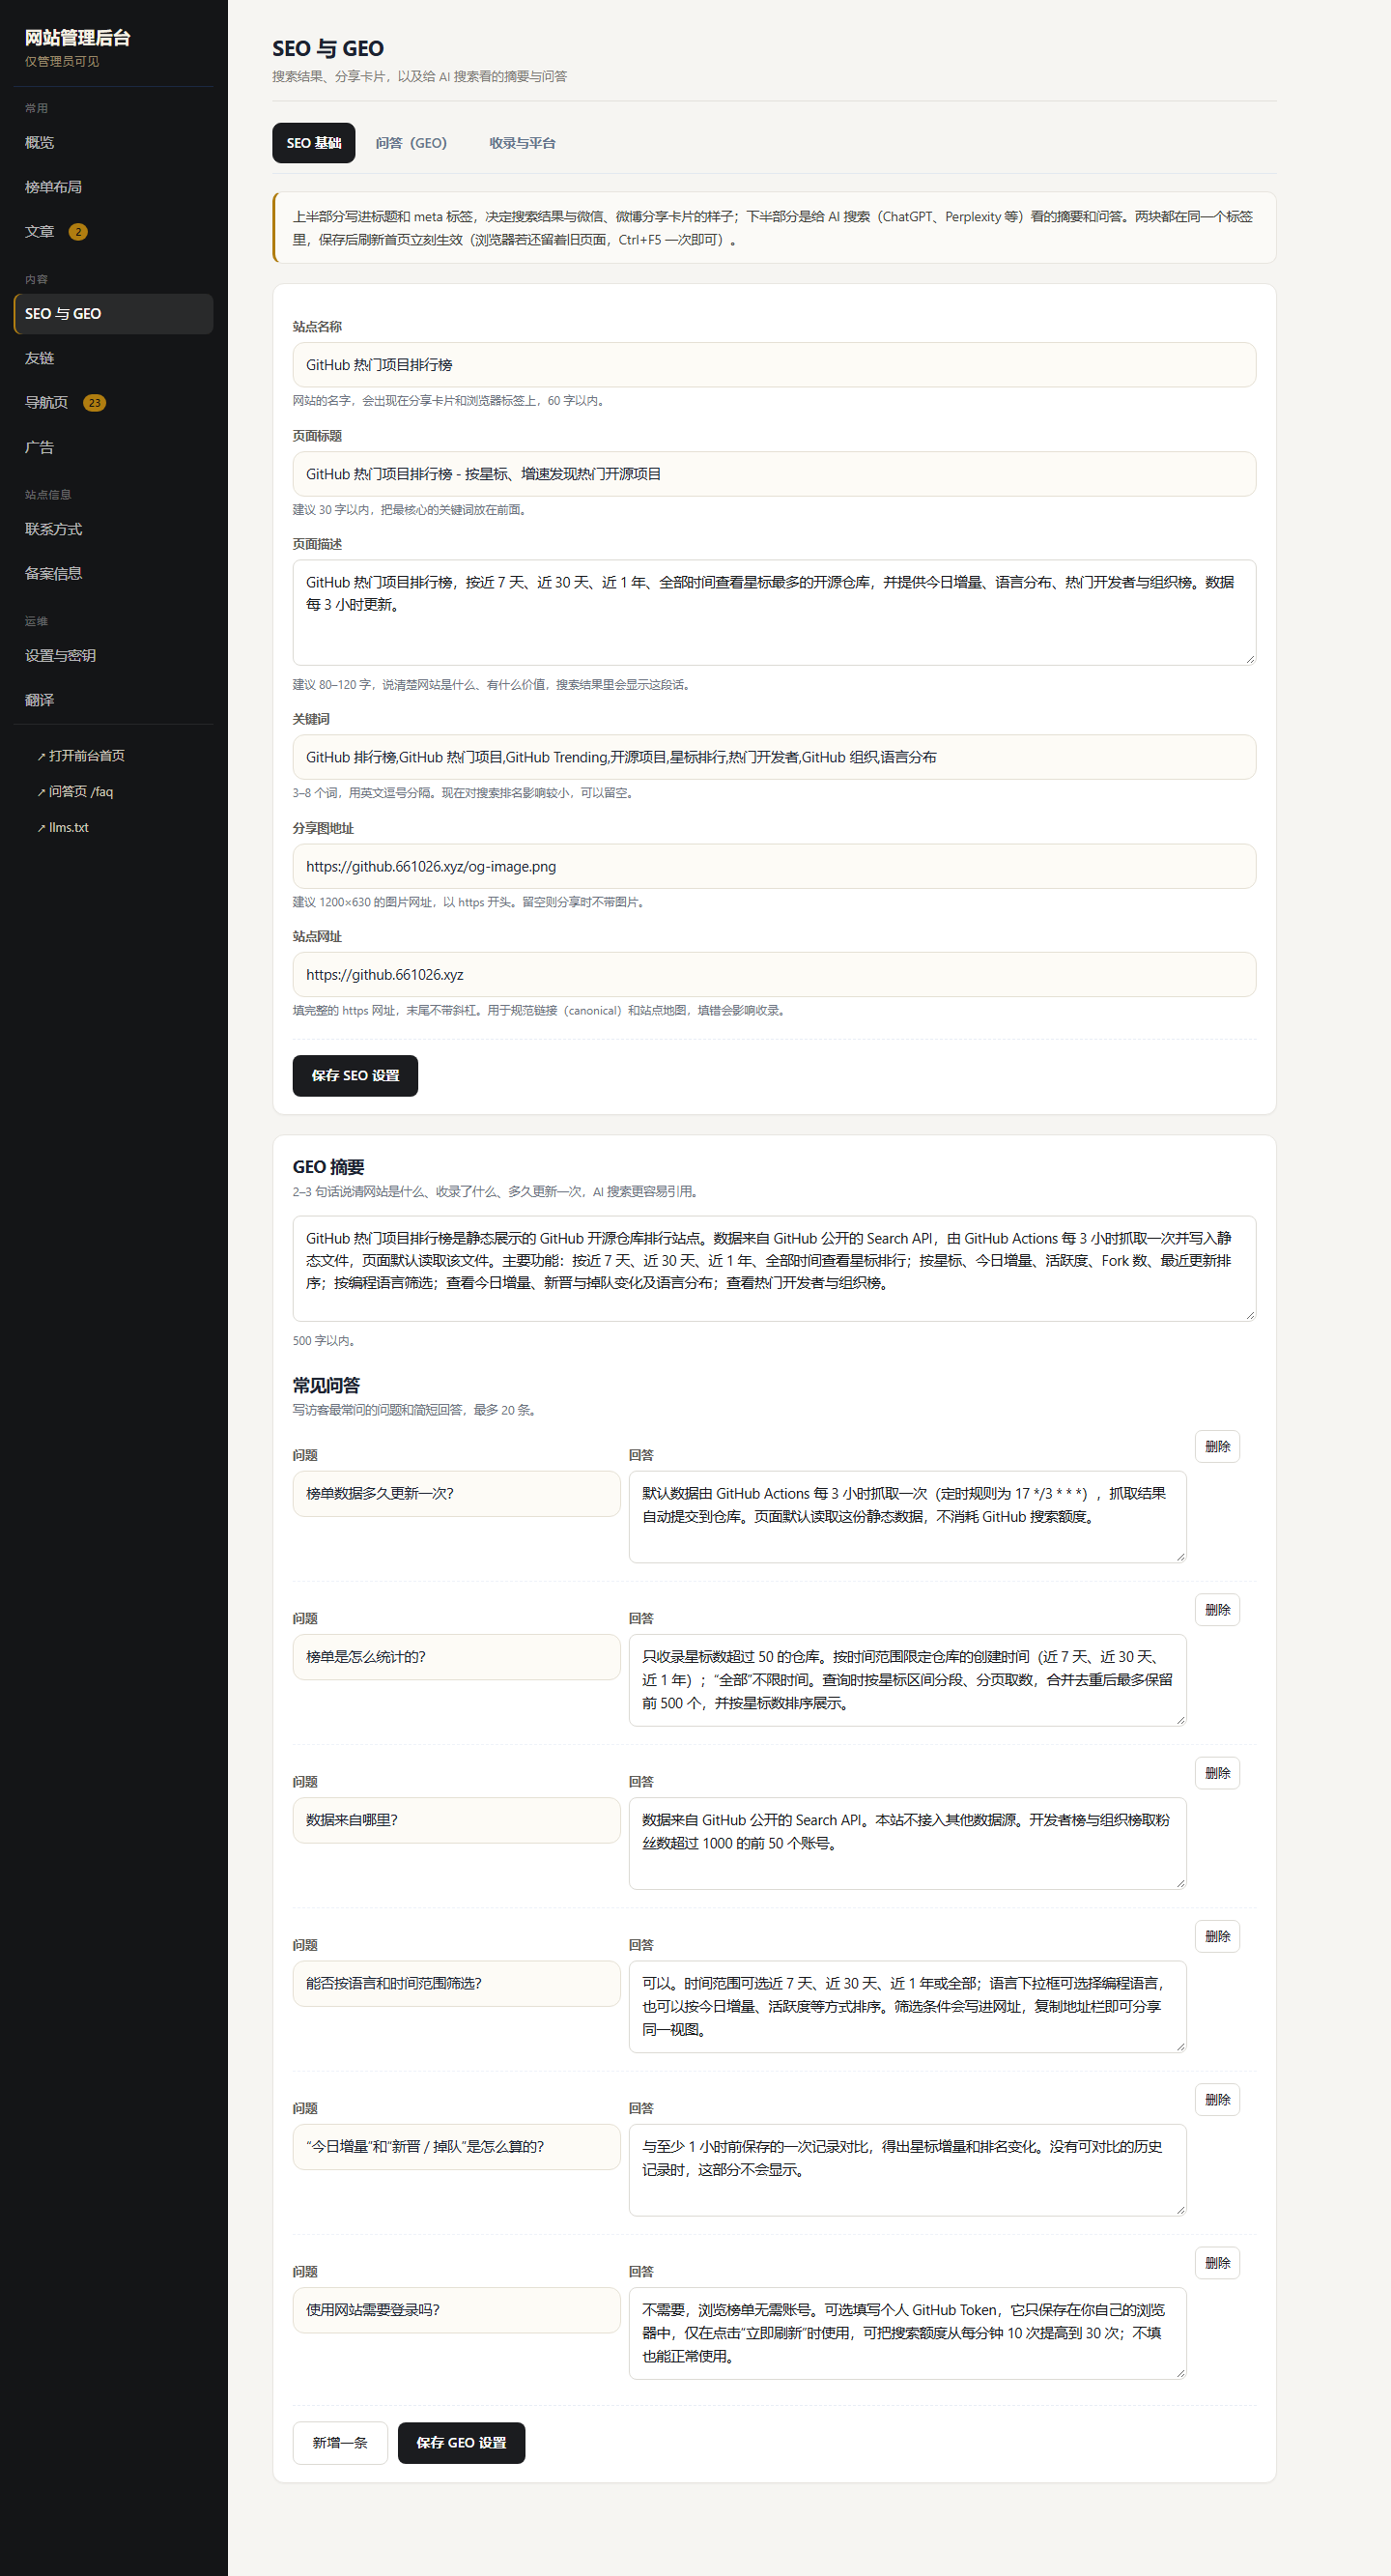 网站管理后台
仅管理员可见
常用
概览
榜单布局
文章 2
内容
SEO 与 GEO
友链
导航页 23
广告
站点信息
联系方式
备案信息
运维
设置与密钥
翻译
↗ 打开前台首页
↗ 问答页 /faq
↗ llms.txt
SEO 与 GEO
搜索结果、分享卡片，以及给 AI 搜索看的摘要与问答
SEO 基础 问答（GEO） 收录与平台
上半部分写进标题和 meta 标签，决定搜索结果与微信、微博分享卡片的样子；下半部分是给 AI 搜索（ChatGPT、Perplexity 等）看的摘要和问答。两块都在同一个标签
里，保存后刷新首页立刻生效（浏览器若还留着旧页面，Ctrl+F5 一次即可）。
站点名称
GitHub 热门项目排行榜
网站的名字，会出现在分享卡片和浏览器标签上，60 字以内。
页面标题
GitHub 热门项目排行榜 - 按星标、增速发现热门开源项目
建议 30 字以内，把最核心的关键词放在前面。
页面描述
GitHub 热门项目排行榜，按近 7 天、近 30 天、近 1 年、全部时间查看星标最多的开源仓库，并提供今日增量、语言分布、热门开发者与组织榜。数据
每 3 小时更新。
建议 80–120 字，说清楚网站是什么、有什么价值，搜索结果里会显示这段话。
关键词
GitHub 排行榜,GitHub 热门项目,GitHub Trending,开源项目,星标排行,热门开发者,GitHub 组织,语言分布
3–8 个词，用英文逗号分隔。现在对搜索排名影响较小，可以留空。
分享图地址
https://github.661026.xyz/og-image.png
建议 1200×630 的图片网址，以 https 开头。留空则分享时不带图片。
站点网址
https://github.661026.xyz
填完整的 https 网址，末尾不带斜杠。用于规范链接（canonical）和站点地图，填错会影响收录。
保存 SEO 设置
GEO 摘要
2–3 句话说清网站是什么、收录了什么、多久更新一次，AI 搜索更容易引用。
GitHub 热门项目排行榜是静态展示的 GitHub 开源仓库排行站点。数据来自 GitHub 公开的 Search API，由 GitHub Actions 每 3 小时抓取一次并写入静
态文件，页面默认读取该文件。主要功能：按近 7 天、近 30 天、近 1 年、全部时间查看星标排行；按星标、今日增量、活跃度、Fork 数、最近更新排
序；按编程语言筛选；查看今日增量、新晋与掉队变化及语言分布；查看热门开发者与组织榜。
500 字以内。
常见问答
写访客最常问的问题和简短回答，最多 20 条。
问题 回答 删除
榜单数据多久更新一次？
默认数据由 GitHub Actions 每 3 小时抓取一次（定时规则为 17 */3 * * *），抓取结果
自动提交到仓库。页面默认读取这份静态数据，不消耗 GitHub 搜索额度。
问题 回答 删除
榜单是怎么统计的？
只收录星标数超过 50 的仓库。按时间范围限定仓库的创建时间（近 7 天、近 30 天、
近 1 年）；“全部”不限时间。查询时按星标区间分段、分页取数，合并去重后最多保留
前 500 个，并按星标数排序展示。
问题 回答 删除
数据来自哪里？
数据来自 GitHub 公开的 Search API。本站不接入其他数据源。开发者榜与组织榜取粉
丝数超过 1000 的前 50 个账号。
问题 回答 删除
能否按语言和时间范围筛选？
可以。时间范围可选近 7 天、近 30 天、近 1 年或全部；语言下拉框可选择编程语言，
也可以按今日增量、活跃度等方式排序。筛选条件会写进网址，复制地址栏即可分享
同一视图。
问题 回答 删除
“今日增量”和“新晋 / 掉队”是怎么算的？
与至少 1 小时前保存的一次记录对比，得出星标增量和排名变化。没有可对比的历史
记录时，这部分不会显示。
问题 回答 删除
使用网站需要登录吗？
不需要，浏览榜单无需账号。可选填写个人 GitHub Token，它只保存在你自己的浏览
器中，仅在点击“立即刷新”时使用，可把搜索额度从每分钟 10 次提高到 30 次；不填
也能正常使用。
新增一条 保存 GEO 设置